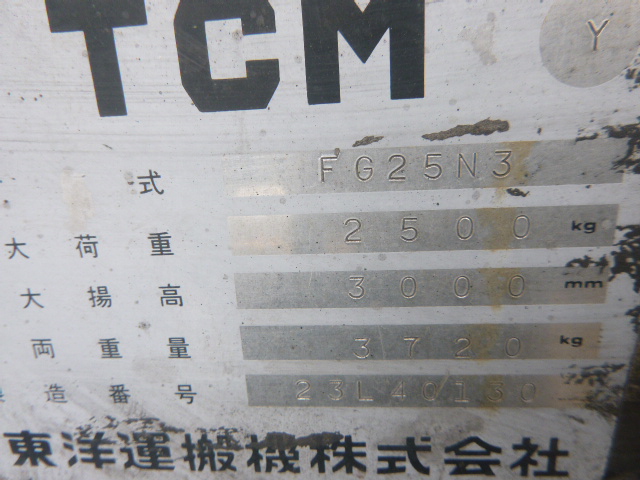 TCM Y
式 FG25N3
大荷重 2500 kg
大揚高 3000 mm
両重量 3720 kg
造番号
東洋運搬機株式会社